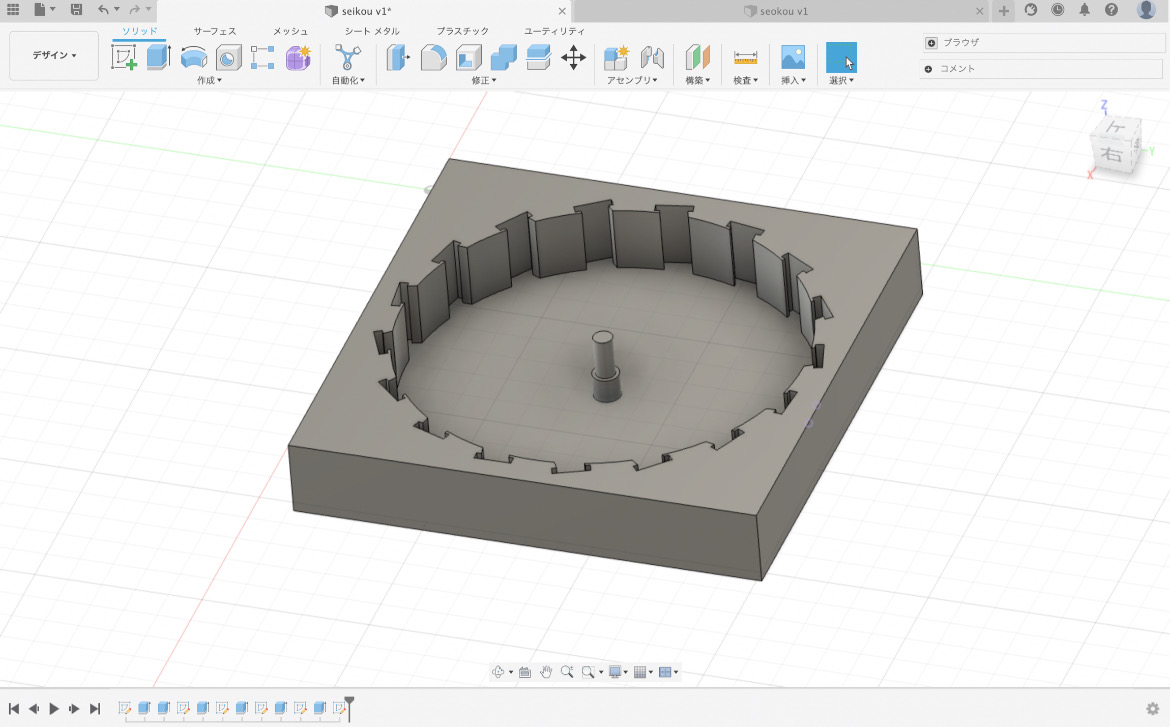 seikou v1*
seokou v1
ソリッド
サーフェス
メッシュ
シート メタル
プラスチック
ユーティリティ
デザイン
作成
自動化
修正
アセンブリ
構築
検査
挿入
選択
ブラウザ
コメント
Z
Y
X
上
右